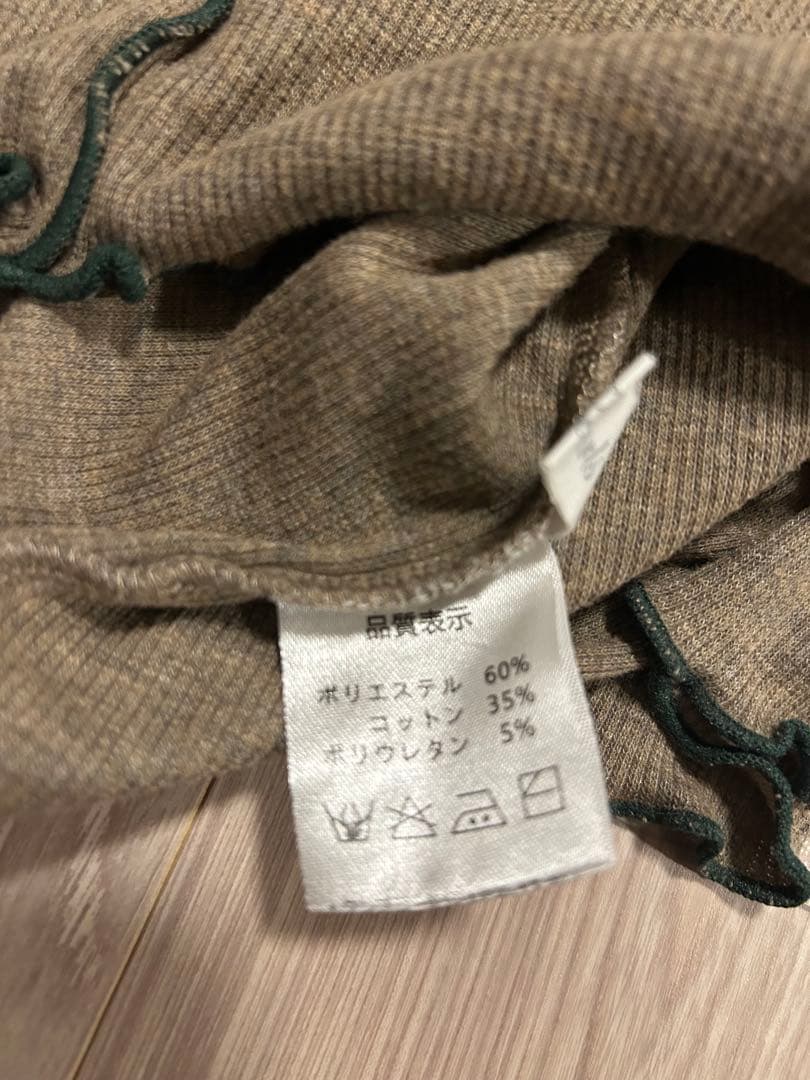 品質表示
ポリエステル 60%
コットン 35%
ポリウレタン 5%